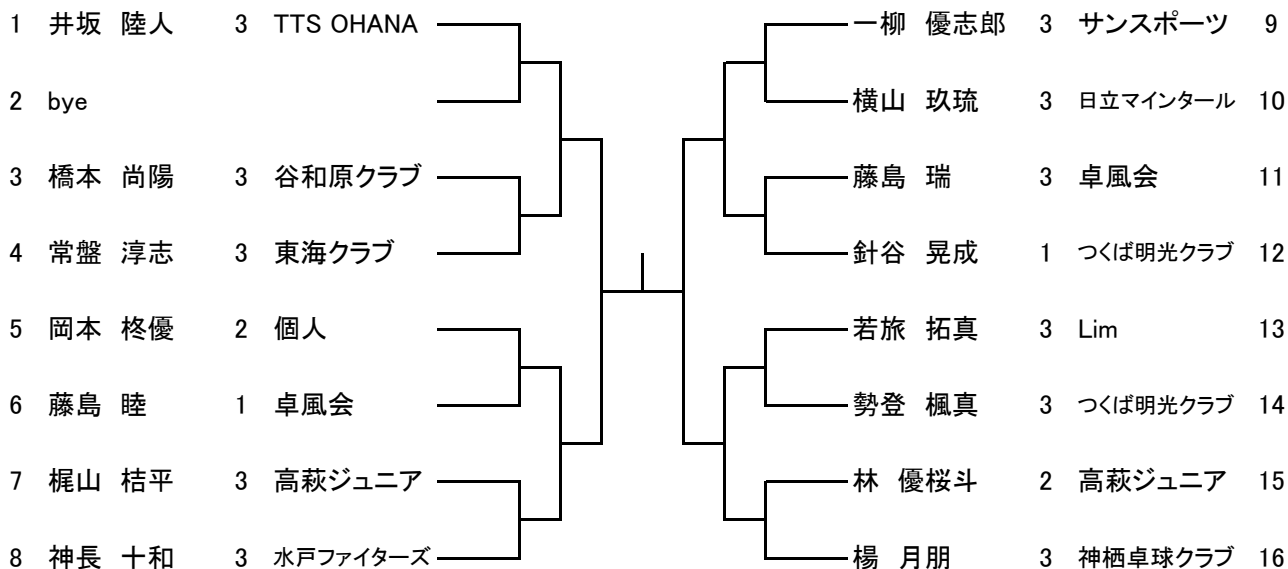 1 井坂 陸人 3 TTS OHANA
2 bye
3 橋本 尚陽 3 谷和原クラブ
4 常盤 淳志 3 東海クラブ
5 岡本 柊優 2 個人
6 藤島 睦 1 卓風会
7 梶山 桔平 3 高萩ジュニア
8 神長 十和 3 水戸ファイターズ
一柳 優志郎 3 サンスポーツ 9
横山 玖琉 3 日立マインタール 10
藤島 瑞 3 卓風会 11
針谷 晃成 1 つくば明光クラブ 12
若旅 拓真 3 Lim 13
勢登 楓真 3 つくば明光クラブ 14
林 優桜斗 2 高萩ジュニア 15
楊 月朋 3 神栖卓球クラブ 16